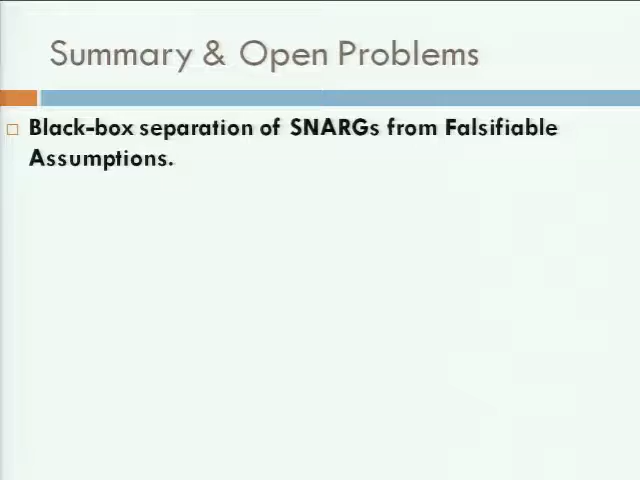 Summary & Open Problems
Black-box separation of SNARGs from Falsifiable
Assumptions.